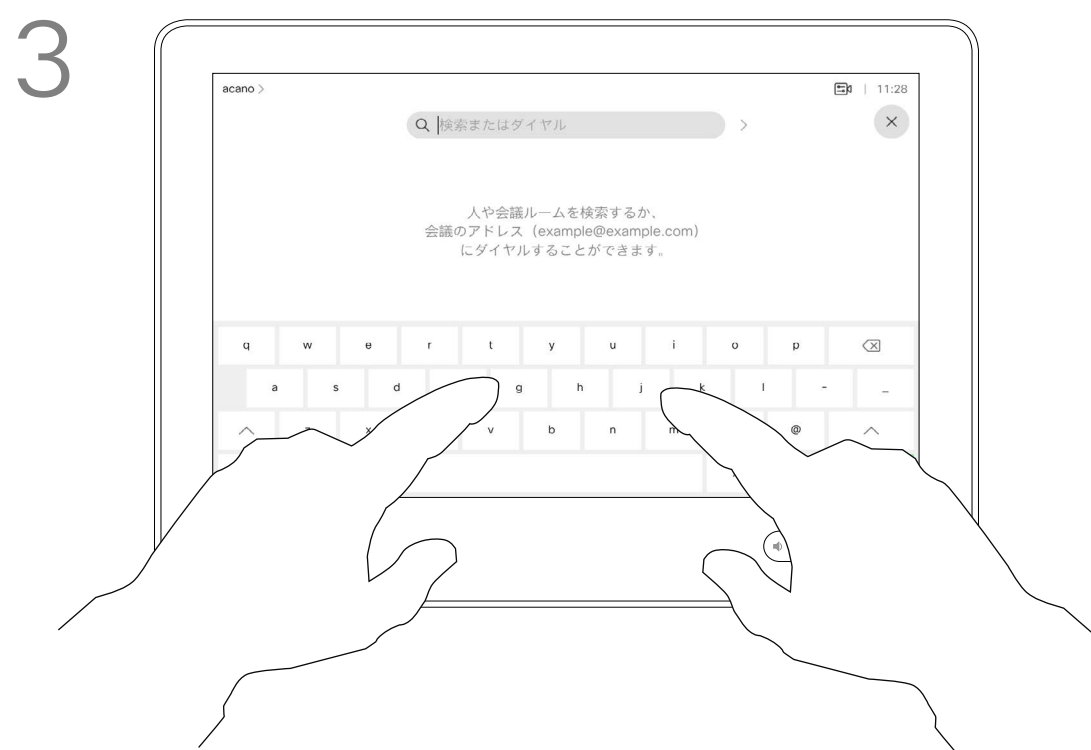 3
acano >
11:28
検索またはダイヤル
人や会議ルームを検索するか、
会議のアドレス（example@example.com）
にダイヤルすることができます。
q w e r t y u i o p
a s d g h j k l - _
x v b n m @